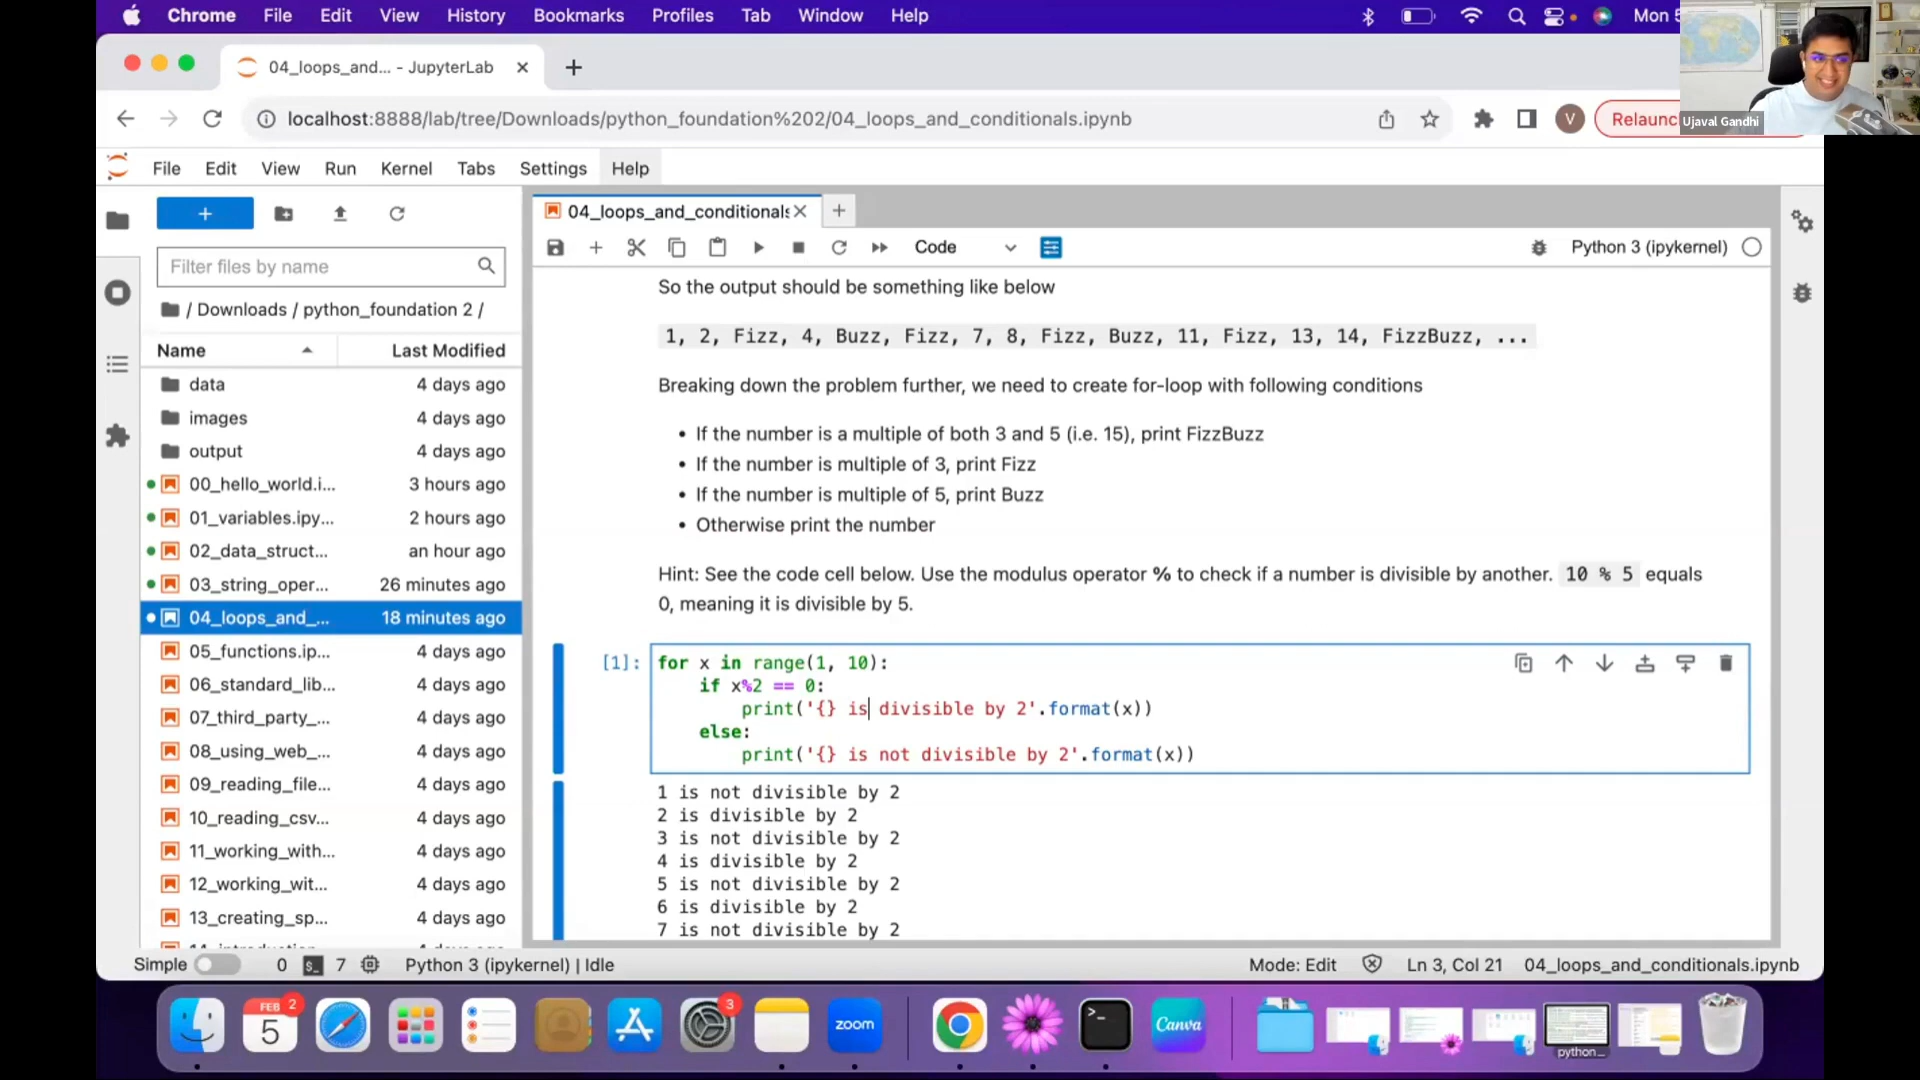 Chrome File Edit View History Bookmarks Profiles Tab Window Help Mon 5
04_loops_and... - JupyterLab
localhost:8888/lab/tree/Downloads/python_foundation%202/04_loops_and_conditionals.ipynb
V
Relaunc
Ujaval Gandhi
File Edit View Run Kernel Tabs Settings Help
04_loops_and_conditionals
Code
Python 3 (ipykernel)
Filter files by name
/ Downloads / python_foundation 2 /
Name Last Modified
data 4 days ago
images 4 days ago
output 4 days ago
00_hello_world.i... 3 hours ago
01_variables.ipy... 2 hours ago
02_data_struct... an hour ago
03_string_oper... 26 minutes ago
04_loops_and_... 18 minutes ago
05_functions.ip... 4 days ago
06_standard_lib... 4 days ago
07_third_party_... 4 days ago
08_using_web_... 4 days ago
09_reading_file... 4 days ago
10_reading_csv... 4 days ago
11_working_with... 4 days ago
12_working_wit... 4 days ago
13_creating_sp... 4 days ago
So the output should be something like below
1, 2, Fizz, 4, Buzz, Fizz, 7, 8, Fizz, Buzz, 11, Fizz, 13, 14, FizzBuzz, ...
Breaking down the problem further, we need to create for-loop with following conditions
• If the number is a multiple of both 3 and 5 (i.e. 15), print FizzBuzz
• If the number is multiple of 3, print Fizz
• If the number is multiple of 5, print Buzz
• Otherwise print the number
Hint: See the code cell below. Use the modulus operator % to check if a number is divisible by another. 10 % 5 equals
0, meaning it is divisible by 5.
[1]: for x in range(1, 10):
if x%2 == 0:
print('{} is divisible by 2'.format(x))
else:
print('{} is not divisible by 2'.format(x))
1 is not divisible by 2
2 is divisible by 2
3 is not divisible by 2
4 is divisible by 2
5 is not divisible by 2
6 is divisible by 2
7 is not divisible by 2
Simple 0 7 Python 3 (ipykernel) | Idle Mode: Edit Ln 3, Col 21 04_loops_and_conditionals.ipynb
FEB 2
5
3
zoom
Canva
python_